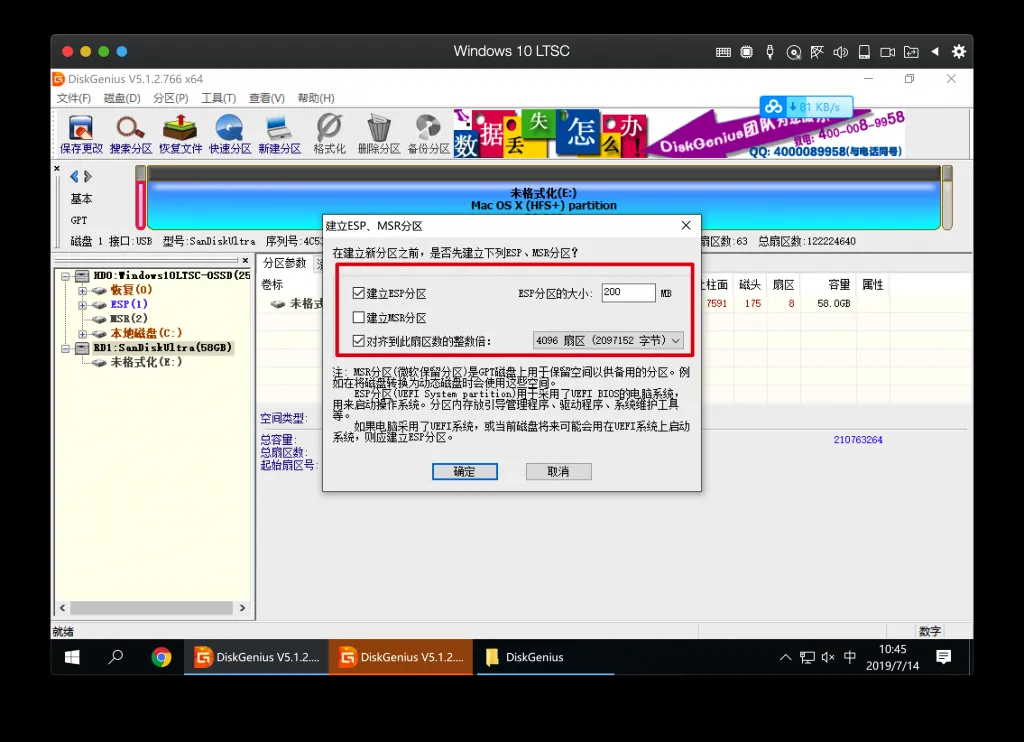 Windows 10 LTSC
DiskGenius V5.1.2.766 x64
文件(F) 磁盘(D) 分区(P) 工具(T) 查看(V) 帮助(H)
81 KB/s
保存更改 搜索分区 恢复文件 快速分区 新建分区 格式化 删除分区 备份分区
数据丢失怎么办!
DiskGenius团队为您服务
致电: 400-008-9958
QQ: 4000089958(与电话同号)
基本
GPT
未格式化(E:)
Mac OS X (HFS+) partition
磁盘 1 接口:USB 型号:SanDiskUltra 序列号:4C53
扇区数:63 总扇区数:122224640
HD0:Windows10LTSC-0SSD(25
恢复(0)
ESP(1)
MSR(2)
本地磁盘(C:)
RD1:SanDiskUltra(58GB)
未格式化(E:)
分区参数
卷标
柱面 磁头 扇区 容量 属性
未格式
7591 175 8 58.0GB
空间类型:
总容量:
总扇区数:
起始扇区号:
210763264
建立ESP、MSR分区
在建立新分区之前，是否先建立下列ESP、MSR分区？
建立ESP分区 ESP分区的大小: 200 MB
建立MSR分区
对齐到此扇区数的整数倍: 4096 扇区 (2097152 字节)
注: MSR分区(微软保留分区)是GPT磁盘上用于保留空间以供备用的分区。例
如在将磁盘转换为动态磁盘时会使用这些空间。
ESP分区(UEFI System partition)用于采用了UEFI BIOS的电脑系统，
用来启动操作系统。分区内存放引导管理程序、驱动程序、系统维护工具
等。
如果电脑采用了UEFI系统，或当前磁盘将来可能会用在UEFI系统上启动
系统，则应建立ESP分区。
确定 取消
就绪
数字
DiskGenius V5.1.2.... DiskGenius V5.1.2.... DiskGenius
中
10:45
2019/7/14